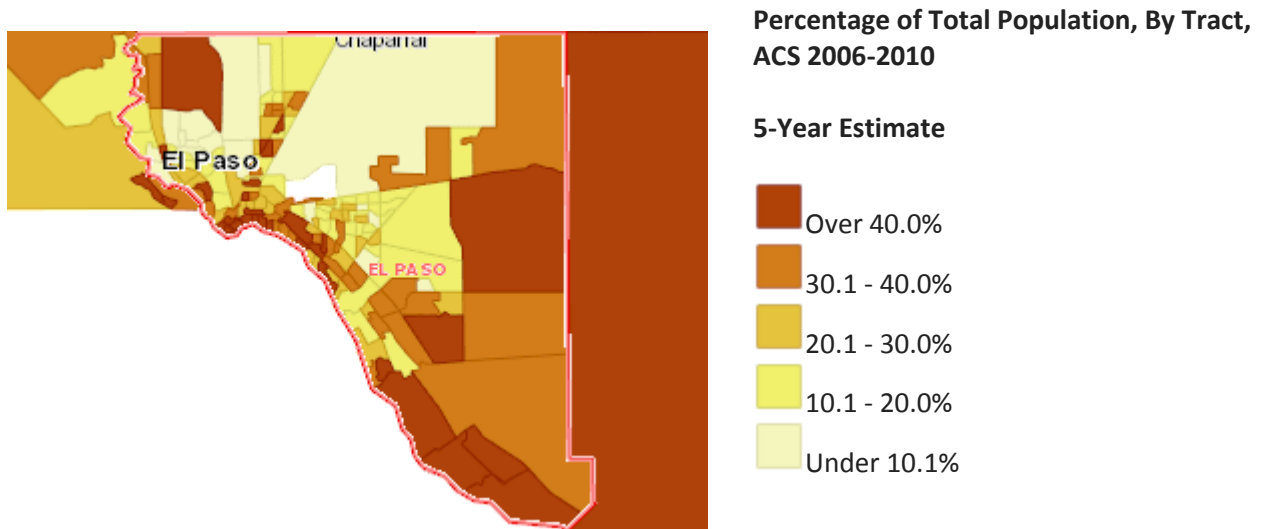 Percentage of Total Population, By Tract,
ACS 2006-2010
5-Year Estimate
Over 40.0%
30.1 - 40.0%
20.1 - 30.0%
10.1 - 20.0%
Under 10.1%
Chaparral
El Paso
EL PASO